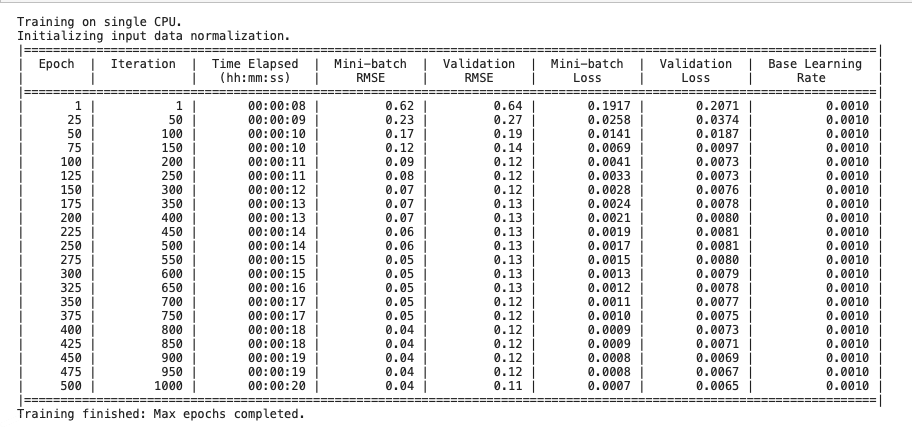 Training on single CPU.
Initializing input data normalization.
|======================================================================================================================|
|  Epoch  |  Iteration  |  Time Elapsed  |  Mini-batch  |  Validation  |  Mini-batch  |  Validation  |  Base Learning  |
|         |             |   (hh:mm:ss)   |     RMSE     |     RMSE     |     Loss     |     Loss     |      Rate       |
|======================================================================================================================|
|       1 |           1 |       00:00:08 |         0.62 |         0.64 |       0.1917 |       0.2071 |          0.0010 |
|      25 |          50 |       00:00:09 |         0.23 |         0.27 |       0.0258 |       0.0374 |          0.0010 |
|      50 |         100 |       00:00:10 |         0.17 |         0.19 |       0.0141 |       0.0187 |          0.0010 |
|      75 |         150 |       00:00:10 |         0.12 |         0.14 |       0.0069 |       0.0097 |          0.0010 |
|     100 |         200 |       00:00:11 |         0.09 |         0.12 |       0.0041 |       0.0073 |          0.0010 |
|     125 |         250 |       00:00:11 |         0.08 |         0.12 |       0.0033 |       0.0073 |          0.0010 |
|     150 |         300 |       00:00:12 |         0.07 |         0.12 |       0.0028 |       0.0076 |          0.0010 |
|     175 |         350 |       00:00:13 |         0.07 |         0.13 |       0.0024 |       0.0078 |          0.0010 |
|     200 |         400 |       00:00:13 |         0.07 |         0.13 |       0.0021 |       0.0080 |          0.0010 |
|     225 |         450 |       00:00:14 |         0.06 |         0.13 |       0.0019 |       0.0081 |          0.0010 |
|     250 |         500 |       00:00:14 |         0.06 |         0.13 |       0.0017 |       0.0081 |          0.0010 |
|     275 |         550 |       00:00:15 |         0.05 |         0.13 |       0.0015 |       0.0080 |          0.0010 |
|     300 |         600 |       00:00:15 |         0.05 |         0.13 |       0.0013 |       0.0079 |          0.0010 |
|     325 |         650 |       00:00:16 |         0.05 |         0.13 |       0.0012 |       0.0078 |          0.0010 |
|     350 |         700 |       00:00:17 |         0.05 |         0.12 |       0.0011 |       0.0077 |          0.0010 |
|     375 |         750 |       00:00:17 |         0.05 |         0.12 |       0.0010 |       0.0075 |          0.0010 |
|     400 |         800 |       00:00:18 |         0.04 |         0.12 |       0.0009 |       0.0073 |          0.0010 |
|     425 |         850 |       00:00:18 |         0.04 |         0.12 |       0.0009 |       0.0071 |          0.0010 |
|     450 |         900 |       00:00:19 |         0.04 |         0.12 |       0.0008 |       0.0069 |          0.0010 |
|     475 |         950 |       00:00:19 |         0.04 |         0.12 |       0.0008 |       0.0067 |          0.0010 |
|     500 |        1000 |       00:00:20 |         0.04 |         0.11 |       0.0007 |       0.0065 |          0.0010 |
|======================================================================================================================|
Training finished: Max epochs completed.